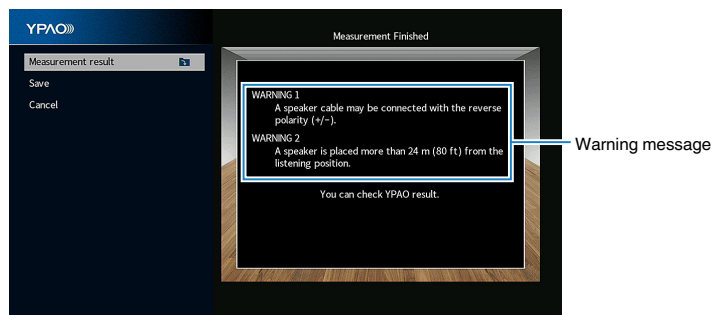 YPAO
Measurement Finished
Measurement result
Save
Cancel
WARNING 1
A speaker cable may be connected with the reverse
polarity (+/-).
WARNING 2
A speaker is placed more than 24 m (80 ft) from the
listening position.
You can check YPAO result.
Warning message